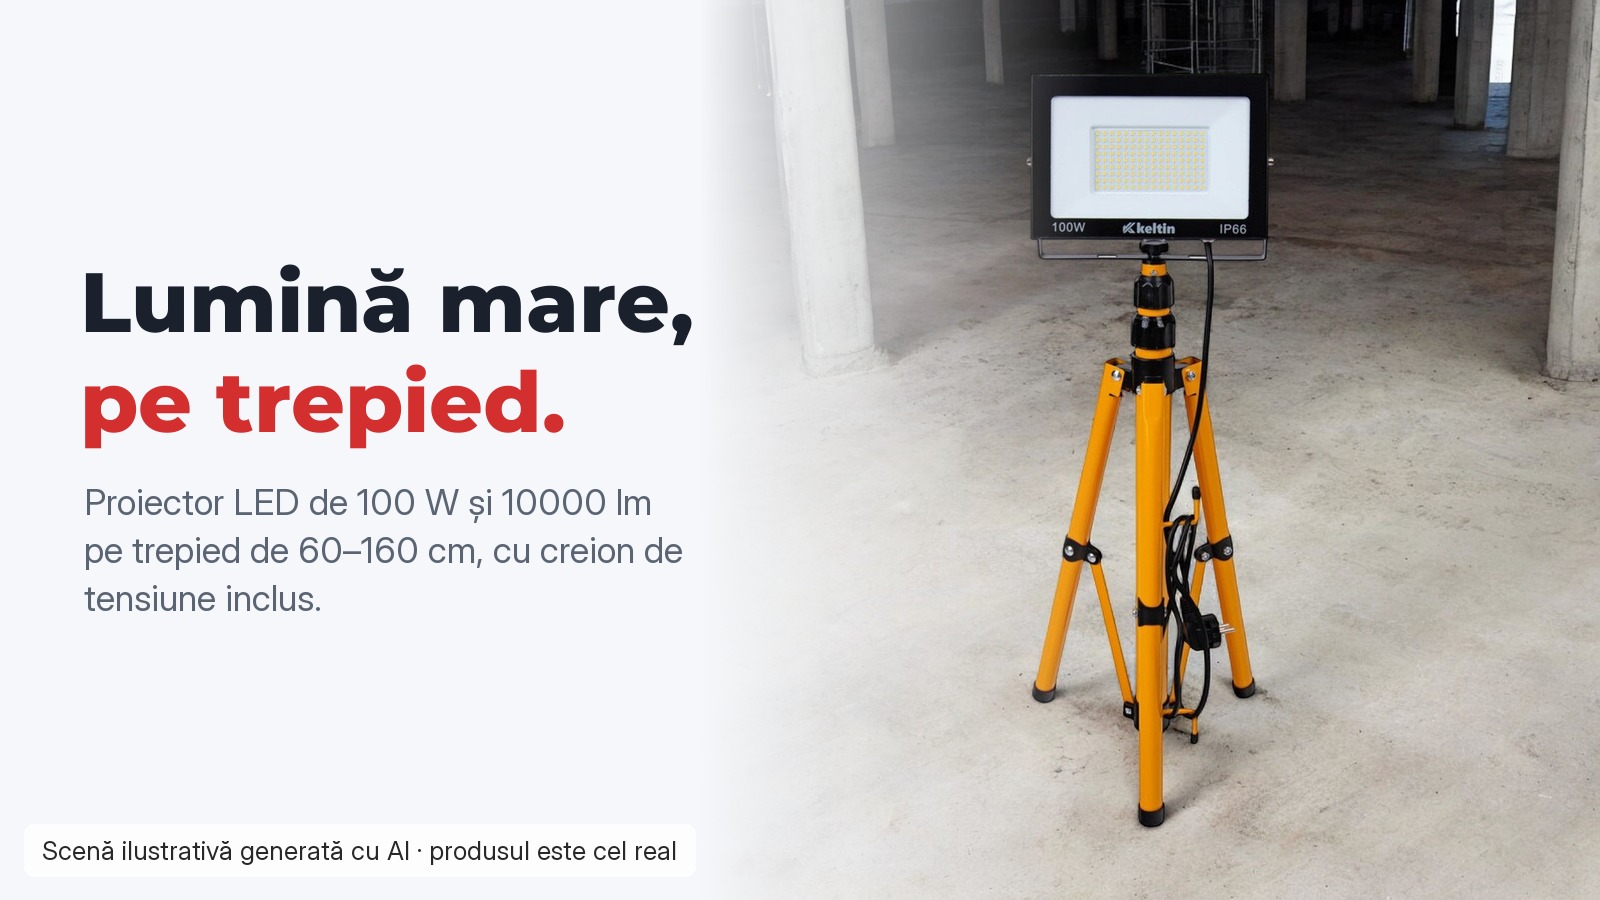 Lumină mare,
pe trepied.
Proiector LED de 100 W și 10000 lm
pe trepied de 60–160 cm, cu creion de
tensiune inclus.
Scenă ilustrativă generată cu AI · produsul este cel real
100W keltin IP66